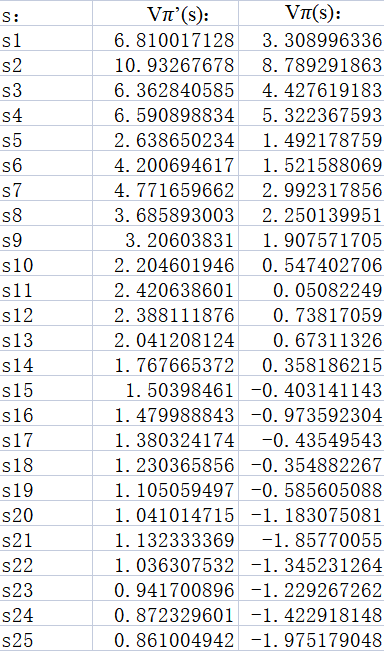 s： Vπ’(s)： Vπ(s)：
s1 6.810017128 3.308996336
s2 10.93267678 8.789291863
s3 6.362840585 4.427619183
s4 6.590898834 5.322367593
s5 2.638650234 1.492178759
s6 4.200694617 1.521588069
s7 4.771659662 2.992317856
s8 3.685893003 2.250139951
s9 3.20603831 1.907571705
s10 2.204601946 0.547402706
s11 2.420638601 0.05082249
s12 2.388111876 0.73817059
s13 2.041208124 0.67311326
s14 1.767665372 0.358186215
s15 1.50398461 -0.403141143
s16 1.479988843 -0.973592304
s17 1.380324174 -0.43549543
s18 1.230365856 -0.354882267
s19 1.105059497 -0.585605088
s20 1.041014715 -1.183075081
s21 1.132333369 -1.85770055
s22 1.036307532 -1.345231264
s23 0.941700896 -1.229267262
s24 0.872329601 -1.422918148
s25 0.861004942 -1.975179048